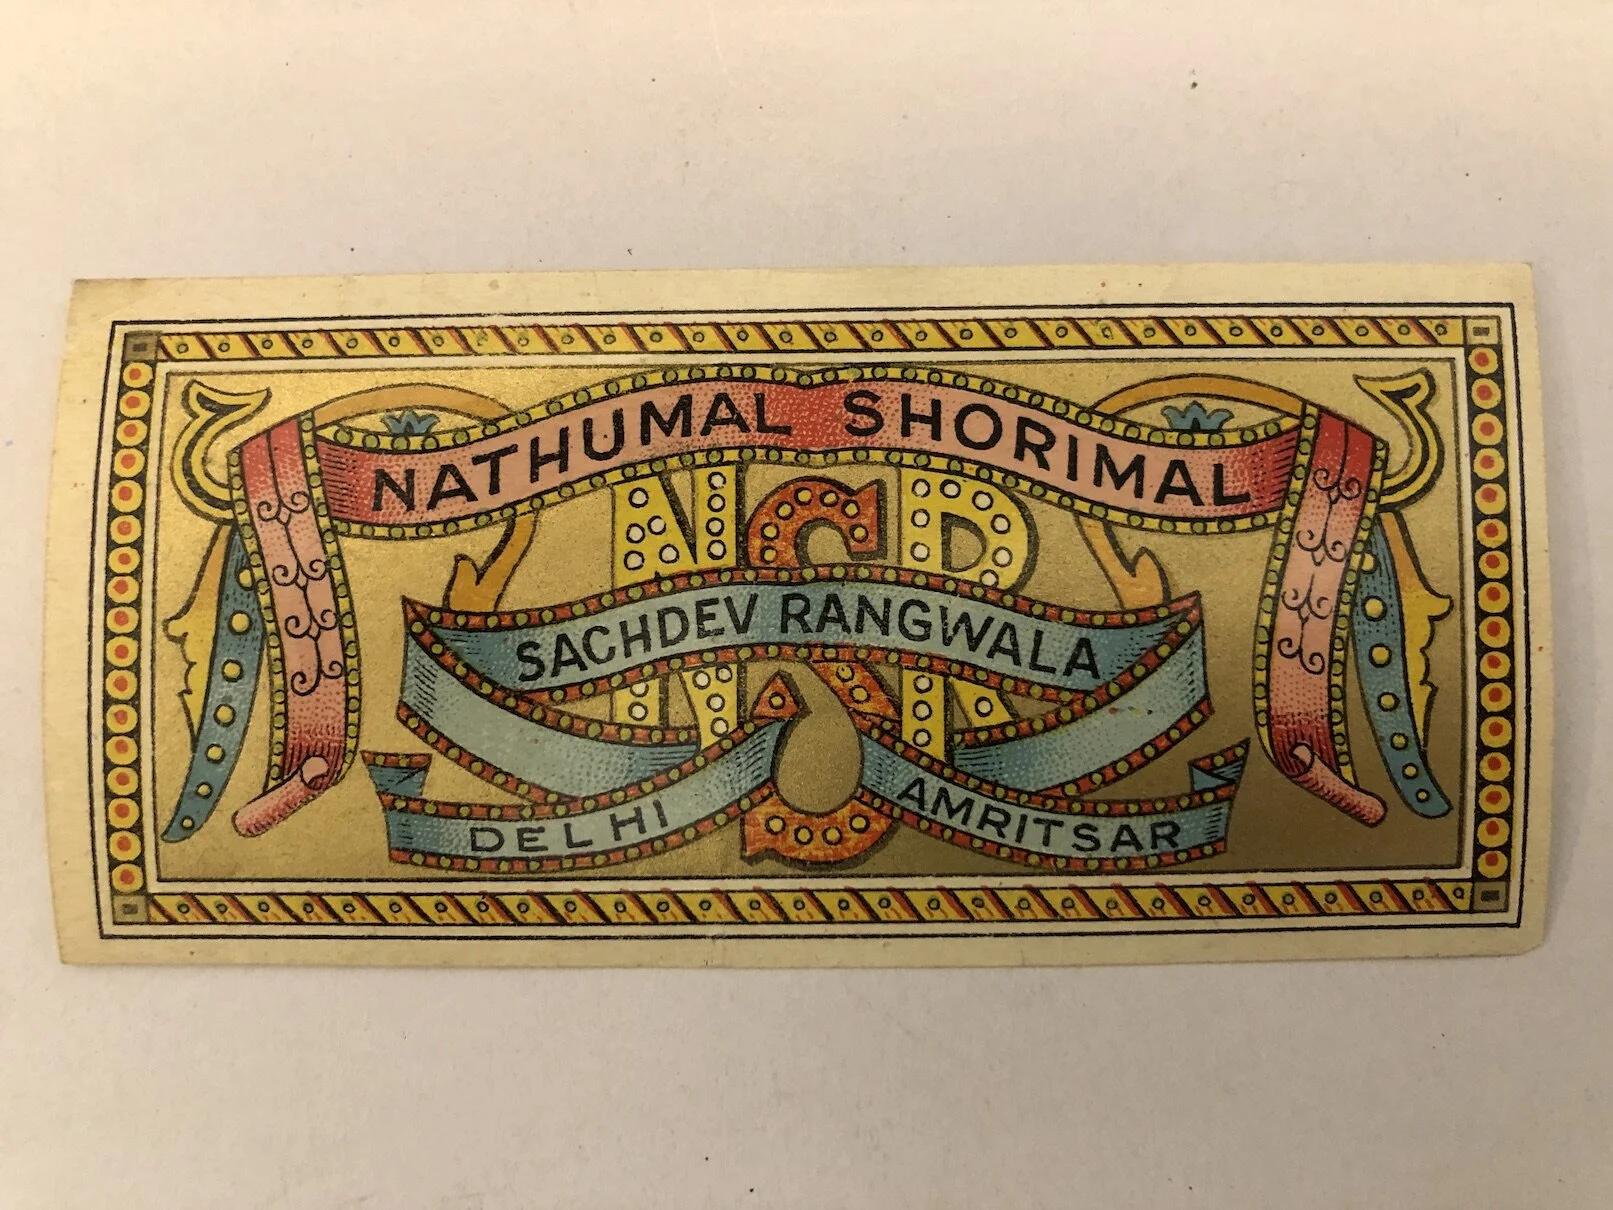 NATHUMAL SHORIMAL
NSR
SACHDEV RANGWALA
DELHI AMRITSAR